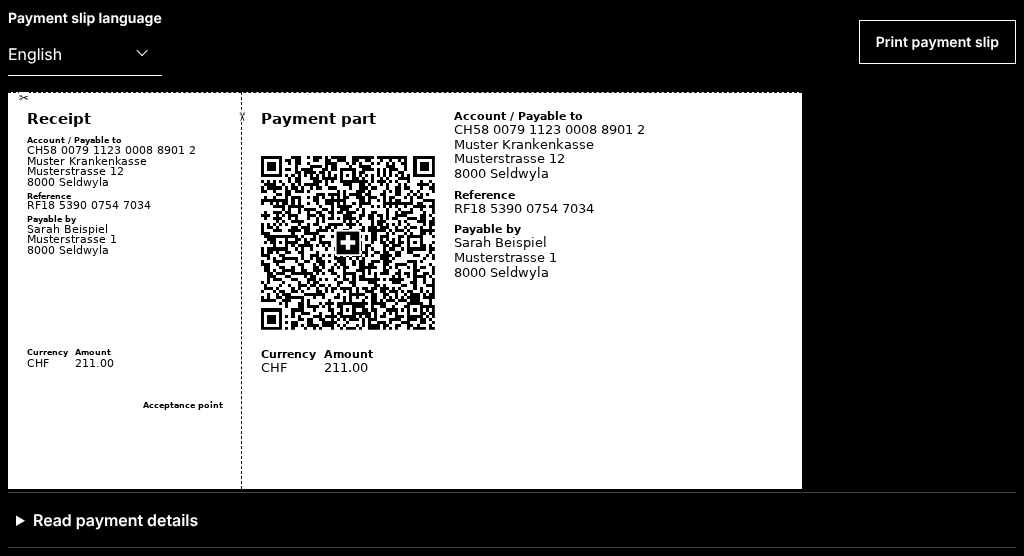 Payment slip language
English
Print payment slip
Receipt
Account / Payable to
CH58 0079 1123 0008 8901 2
Muster Krankenkasse
Musterstrasse 12
8000 Seldwyla
Reference
RF18 5390 0754 7034
Payable by
Sarah Beispiel
Musterstrasse 1
8000 Seldwyla
Currency Amount
CHF 211.00
Acceptance point
Payment part
Currency Amount
CHF 211.00
Account / Payable to
CH58 0079 1123 0008 8901 2
Muster Krankenkasse
Musterstrasse 12
8000 Seldwyla
Reference
RF18 5390 0754 7034
Payable by
Sarah Beispiel
Musterstrasse 1
8000 Seldwyla
Read payment details